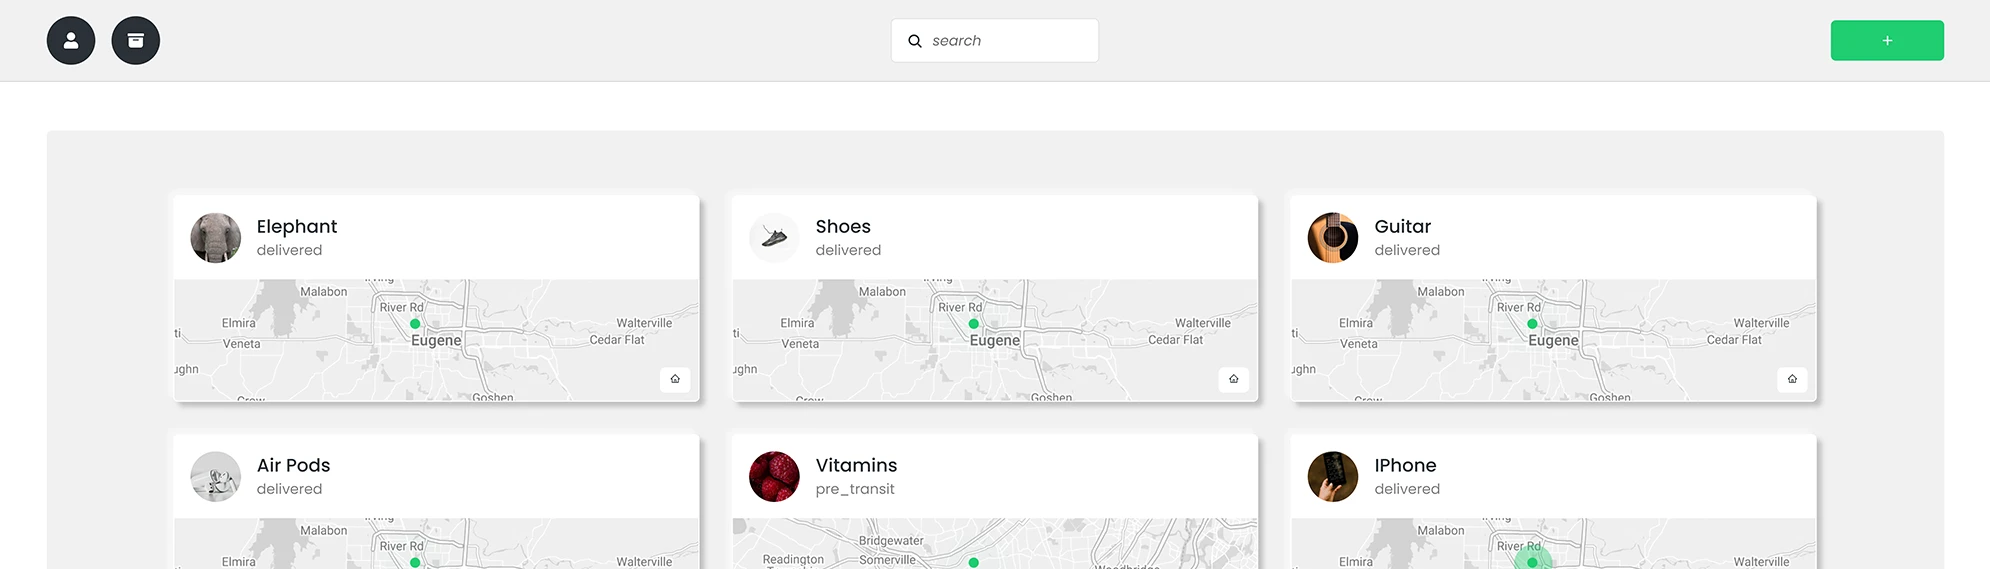 search
+
Elephant
delivered
Malabon
River Rd
Elmira
Veneta
Eugene
Walterville
Cedar Flat
ughn
Goshen
Shoes
delivered
Malabon
River Rd
ti
Elmira
Veneta
Eugene
Walterville
Cedar Flat
ughn
Goshen
Guitar
delivered
Malabon
River Rd
ti
Elmira
Veneta
Eugene
Walterville
Cedar Flat
ughn
Goshen
Air Pods
delivered
Malabon
River Rd
Elmira
Walterville
Vitamins
pre_transit
Bridgewater
Readington
Somerville
Woodbridge
IPhone
delivered
Malabon
River Rd
Elmira
Walterville